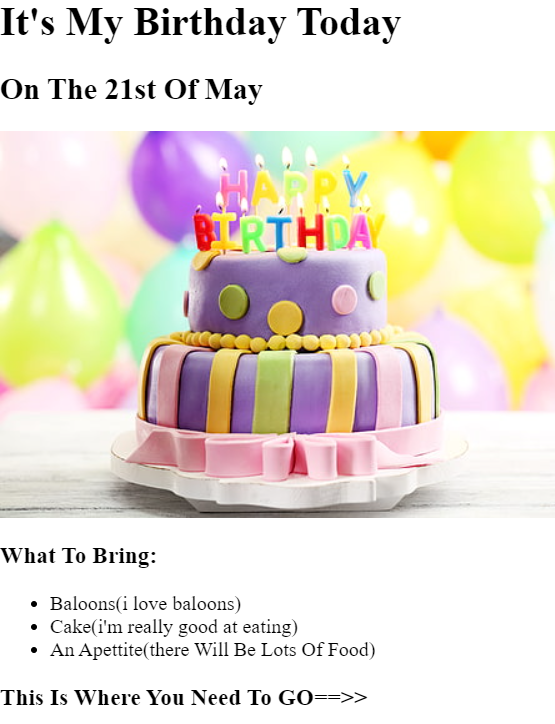 It's My Birthday Today
On The 21st Of May
HAPPY
BIRTHDAY
What To Bring:
Baloons(i love baloons)
Cake(i'm really good at eating)
An Apettite(there Will Be Lots Of Food)
This Is Where You Need To GO==>>